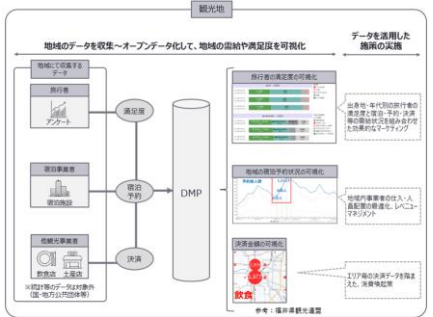 観光地
地域のデータを収集～オープンデータ化して、地域の需給や満足度を可視化
データを活用した
施策の実施
地域にて収集する
データ
旅行者
アンケート
満足度
宿泊事業者
宿泊施設
宿泊
予約
他観光事業者
飲食店
土産店
決済
※統計等のデータは対象外
(国・地方公共団体等)
DMP
旅行者の満足度の可視化
出身地・年代別の旅行者の
満足度と宿泊・予約・決済
等の需給状況を組み合わせ
た効果的なマーケティング
地域の宿泊予約状況の可視化
地域内事業者の仕入・人
員配置の最適化、レベニュー
マネジメント
決済金額の可視化
飲食
エリア毎の決済データを踏ま
えた、消費喚起策
参考：福井県観光連盟